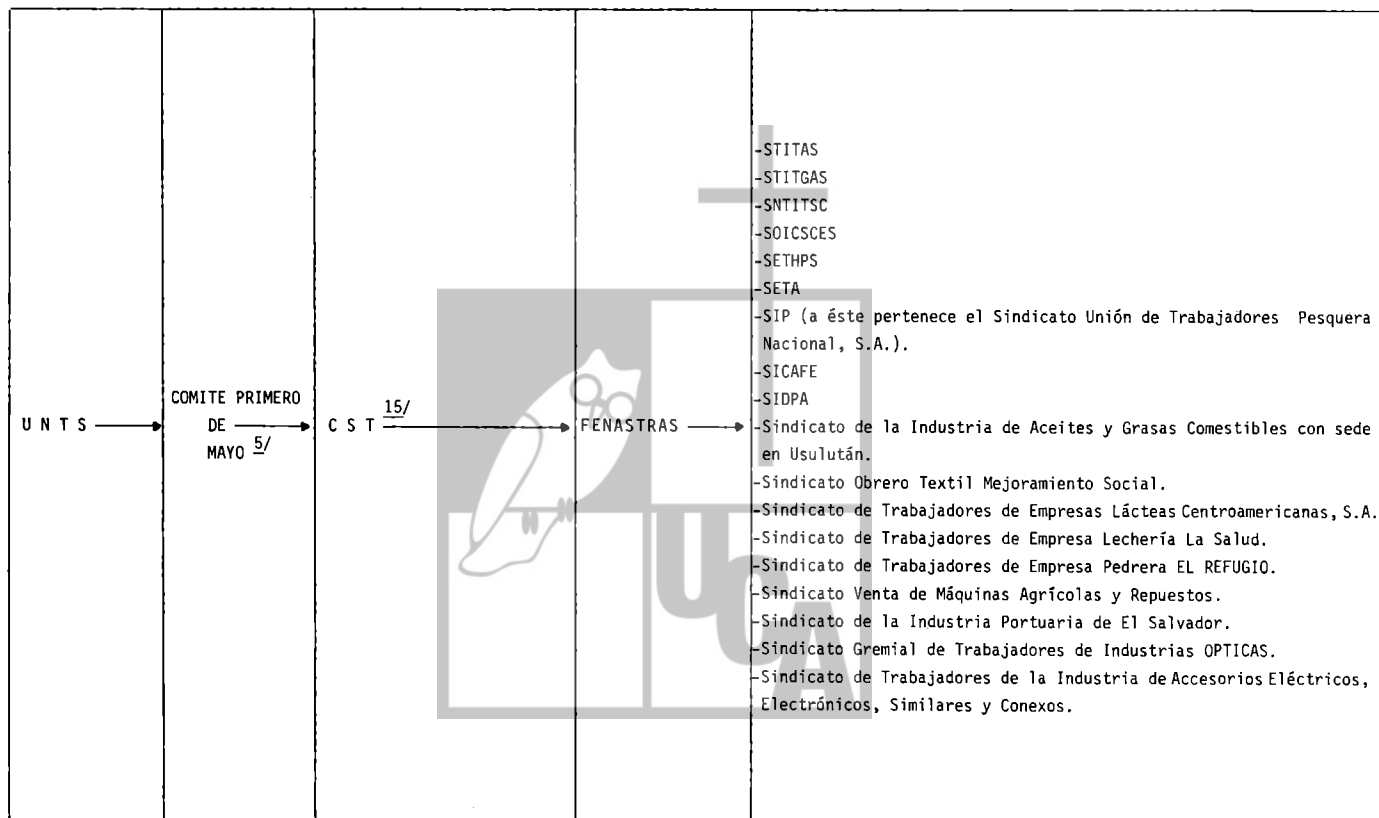 -STITAS
-STITGAS
-SNTITSC
-SOICSCES
-SETHPS
-SETA
-SIP (a éste pertenece el Sindicato Unión de Trabajadores Pesquera
Nacional, S.A.).
-SICAFE
-SIDPA
COMITE PRIMERO
U N T S DE C S T 15/ FENASTRAS
MAYO 5/
-Sindicato de la Industria de Aceites y Grasas Comestibles con sede
en Usulután.
-Sindicato Obrero Textil Mejoramiento Social.
-Sindicato de Trabajadores de Empresas Lácteas Centroamericanas, S.A.
-Sindicato de Trabajadores de Empresa Lechería La Salud.
-Sindicato de Trabajadores de Empresa Pedrera EL REFUGIO.
-Sindicato Venta de Máquinas Agrícolas y Repuestos.
-Sindicato de la Industria Portuaria de El Salvador.
-Sindicato Gremial de Trabajadores de Industrias OPTICAS.
-Sindicato de Trabajadores de la Industria de Accesorios Eléctricos,
Electrónicos, Similares y Conexos.
UCA